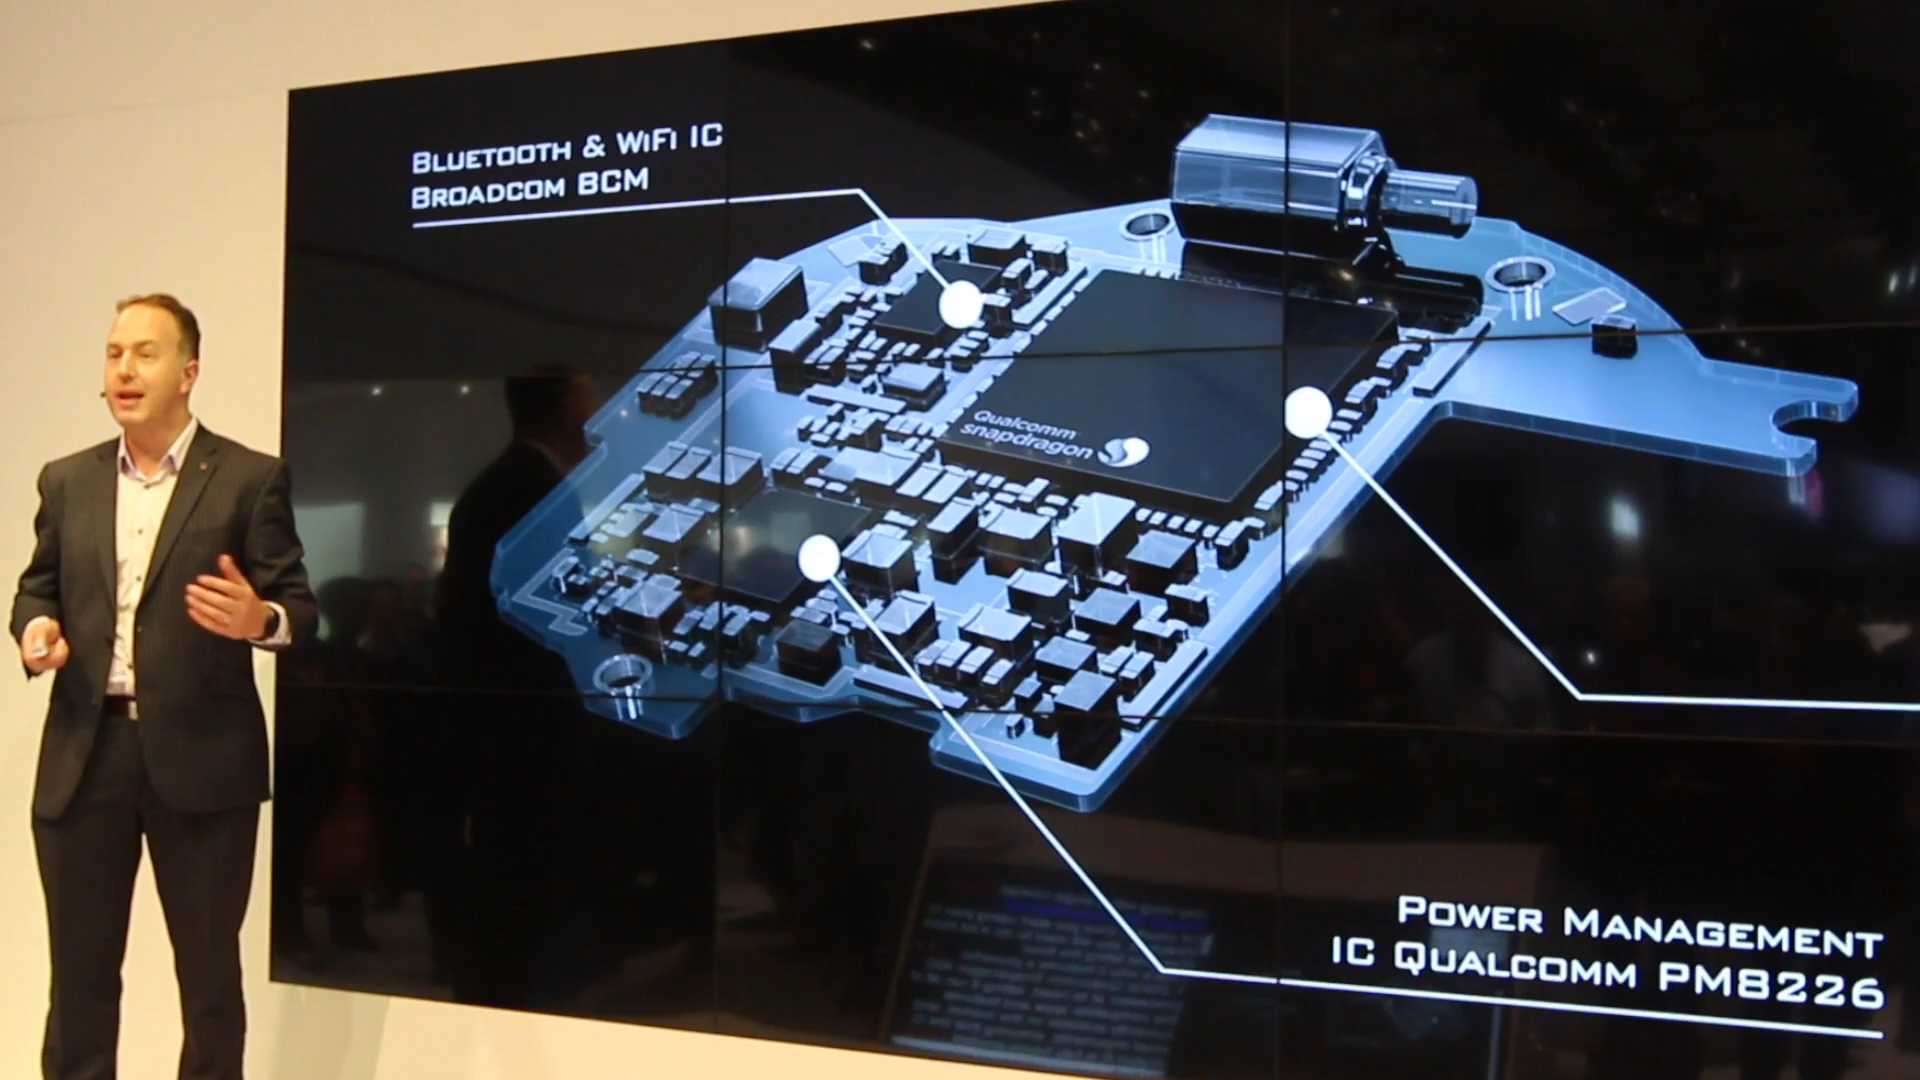 BLUETOOTH & WIFI IC
BROADCOM BCM
Qualcomm
snapdragon
POWER MANAGEMENT
IC QUALCOMM PM8226